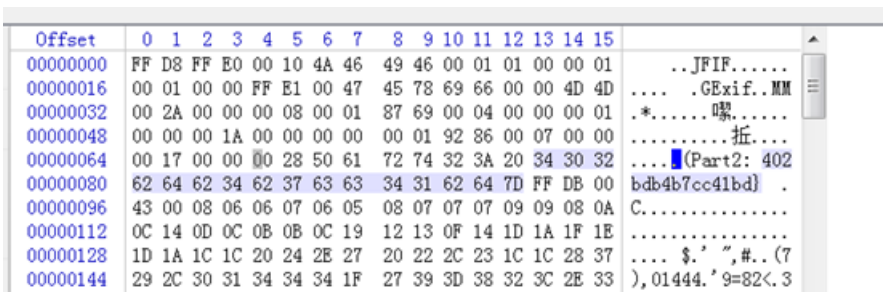 Offset 0 1 2 3 4 5 6 7 8 9 10 11 12 13 14 15
00000000 FF D8 FF E0 00 10 4A 46 49 46 00 01 01 00 00 01 ..JFIF......
00000016 00 01 00 00 FF E1 00 47 45 78 69 66 00 00 4D 4D .... .GExif..MM
00000032 00 2A 00 00 00 08 00 01 87 69 00 04 00 00 00 01 .*.......嚙......
00000048 00 00 00 1A 00 00 00 00 00 01 92 86 00 07 00 00 ..........拞....
00000064 00 17 00 00 00 28 50 61 72 74 32 3A 20 34 30 32 .....(Part2: 402
00000080 62 64 62 34 62 37 63 63 34 31 62 64 7D FF DB 00 bdb4b7cc41bd} .
00000096 43 00 08 06 06 07 06 05 08 07 07 07 09 09 08 0A C...............
00000112 0C 14 0D 0C 0B 0B 0C 19 12 13 0F 14 1D 1A 1F 1E ................
00000128 1D 1A 1C 1C 20 24 2E 27 20 22 2C 23 1C 1C 28 37 .... $.' ",#..(7
00000144 29 2C 30 31 34 34 34 1F 27 39 3D 38 32 3C 2E 33 ),01444.'9=82<.3